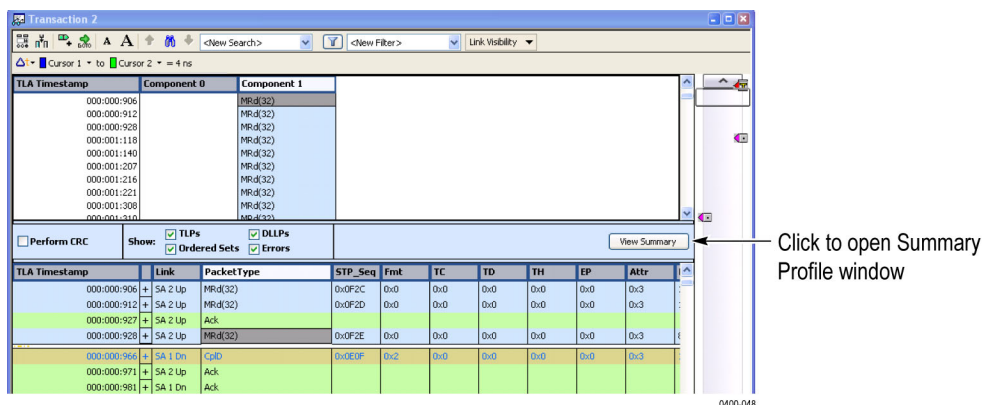 Transaction 2
GOTO A A <New Search> <New Filter> Link Visibility
Cursor 1 to Cursor 2 = 4 ns
TLA Timestamp Component 0 Component 1
000:000:906 MRd(32)
000:000:912 MRd(32)
000:000:928 MRd(32)
000:001:118 MRd(32)
000:001:140 MRd(32)
000:001:207 MRd(32)
000:001:216 MRd(32)
000:001:221 MRd(32)
000:001:308 MRd(32)
000:001:310 MRd(32)
Perform CRC Show: TLPs DLLPs
Ordered Sets Errors
View Summary
Click to open Summary
Profile window
TLA Timestamp Link PacketType STP_Seq Fmt TC TD TH EP Attr
000:000:906 + SA 2 Up MRd(32) 0x0F2C 0x0 0x0 0x0 0x0 0x0 0x3
000:000:912 + SA 2 Up MRd(32) 0x0F2D 0x0 0x0 0x0 0x0 0x0 0x3
000:000:927 + SA 2 Up Ack
000:000:928 + SA 2 Up MRd(32) 0x0F2E 0x0 0x0 0x0 0x0 0x0 0x3
000:000:966 + SA 1 Dn CplD 0x0E0F 0x2 0x0 0x0 0x0 0x0 0x3
000:000:971 + SA 2 Up Ack
000:000:981 + SA 1 Dn Ack
0400-048